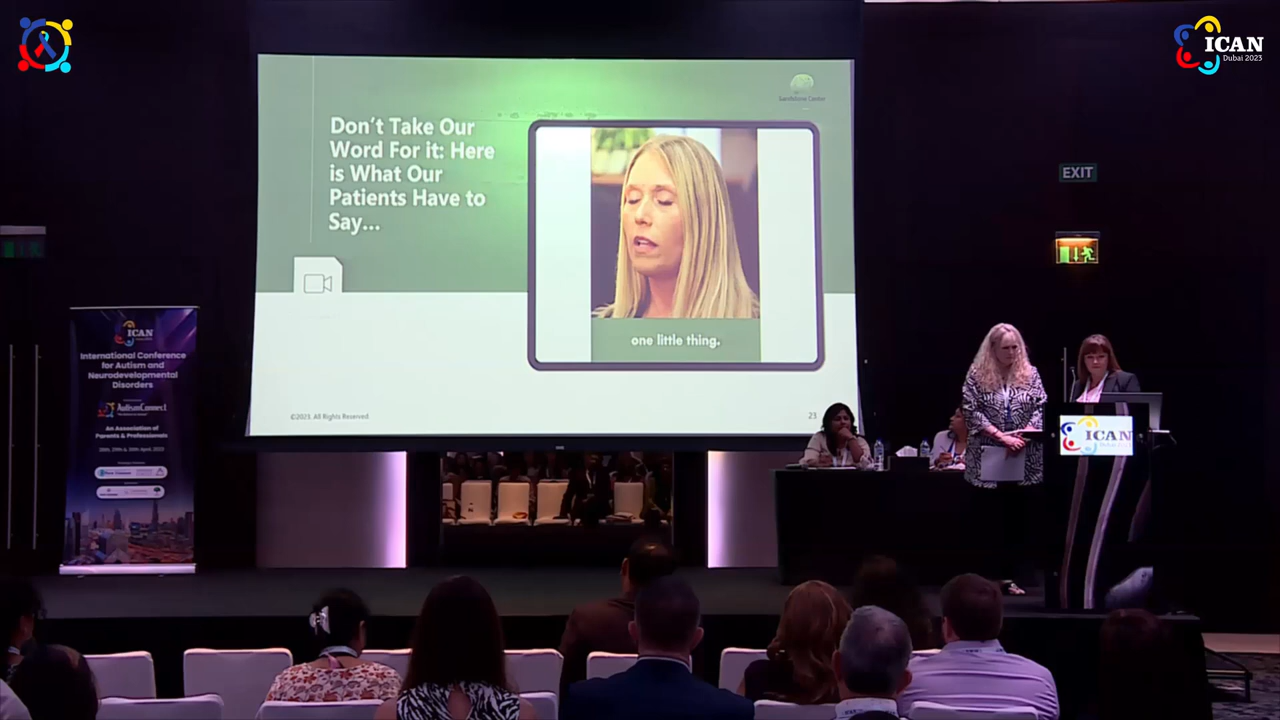 ICAN
Dubai 2023
Don't Take Our
Word For it: Here
is What Our
Patients Have to
Say...
one little thing.
©2023. All Rights Reserved.
23
EXIT
ICAN
International Conference
for Autism and
Neurodevelopmental
Disorders
AutismConnect
An Association of
Parents & Professionals
ICAN